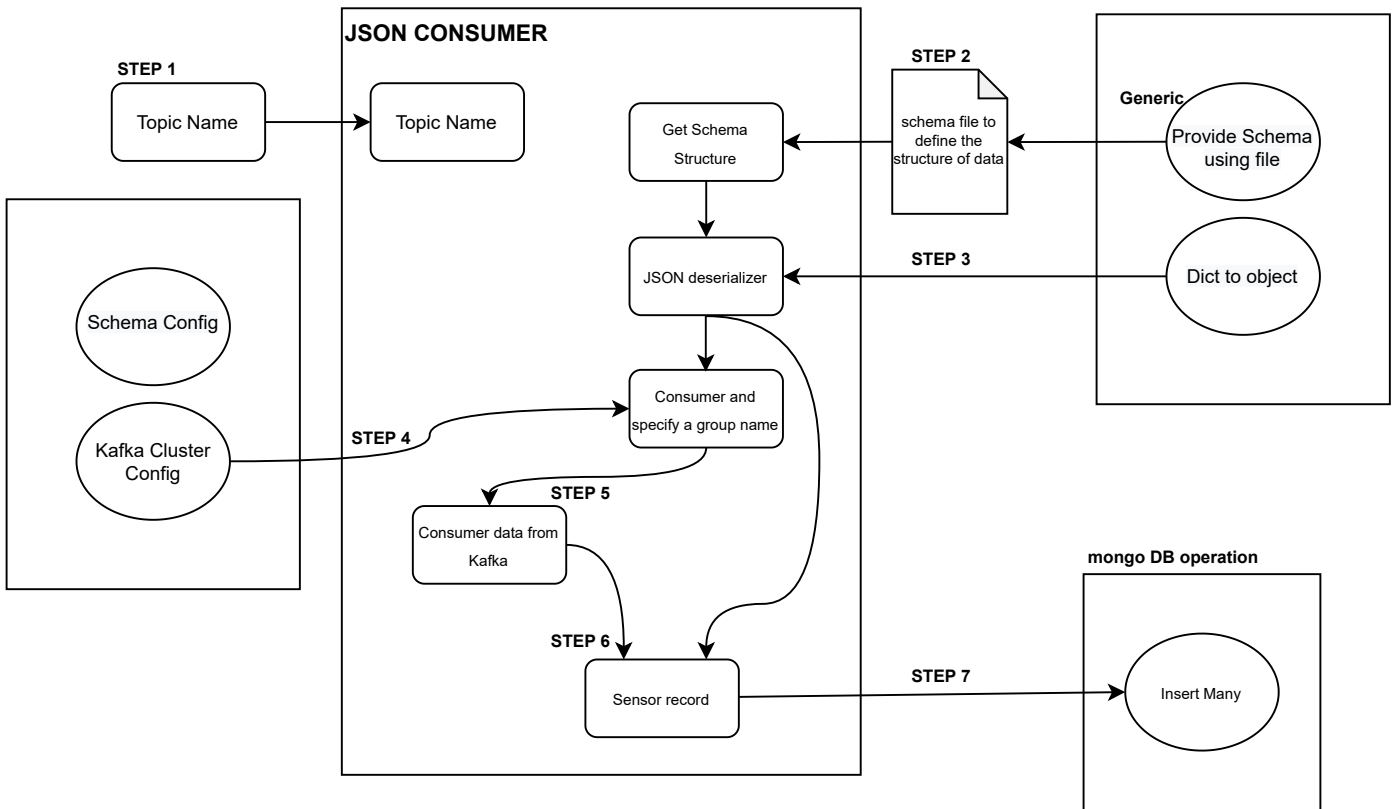 JSON CONSUMER
STEP 1
Topic Name
Topic Name
Get Schema
Structure
STEP 2
schema file to
define the
structure of data
Generic
Provide Schema
using file
JSON deserializer
STEP 3
Dict to object
Schema Config
Kafka Cluster
Config
STEP 4
Consumer and
specify a group name
STEP 5
Consumer data from
Kafka
STEP 6
Sensor record
STEP 7
mongo DB operation
Insert Many